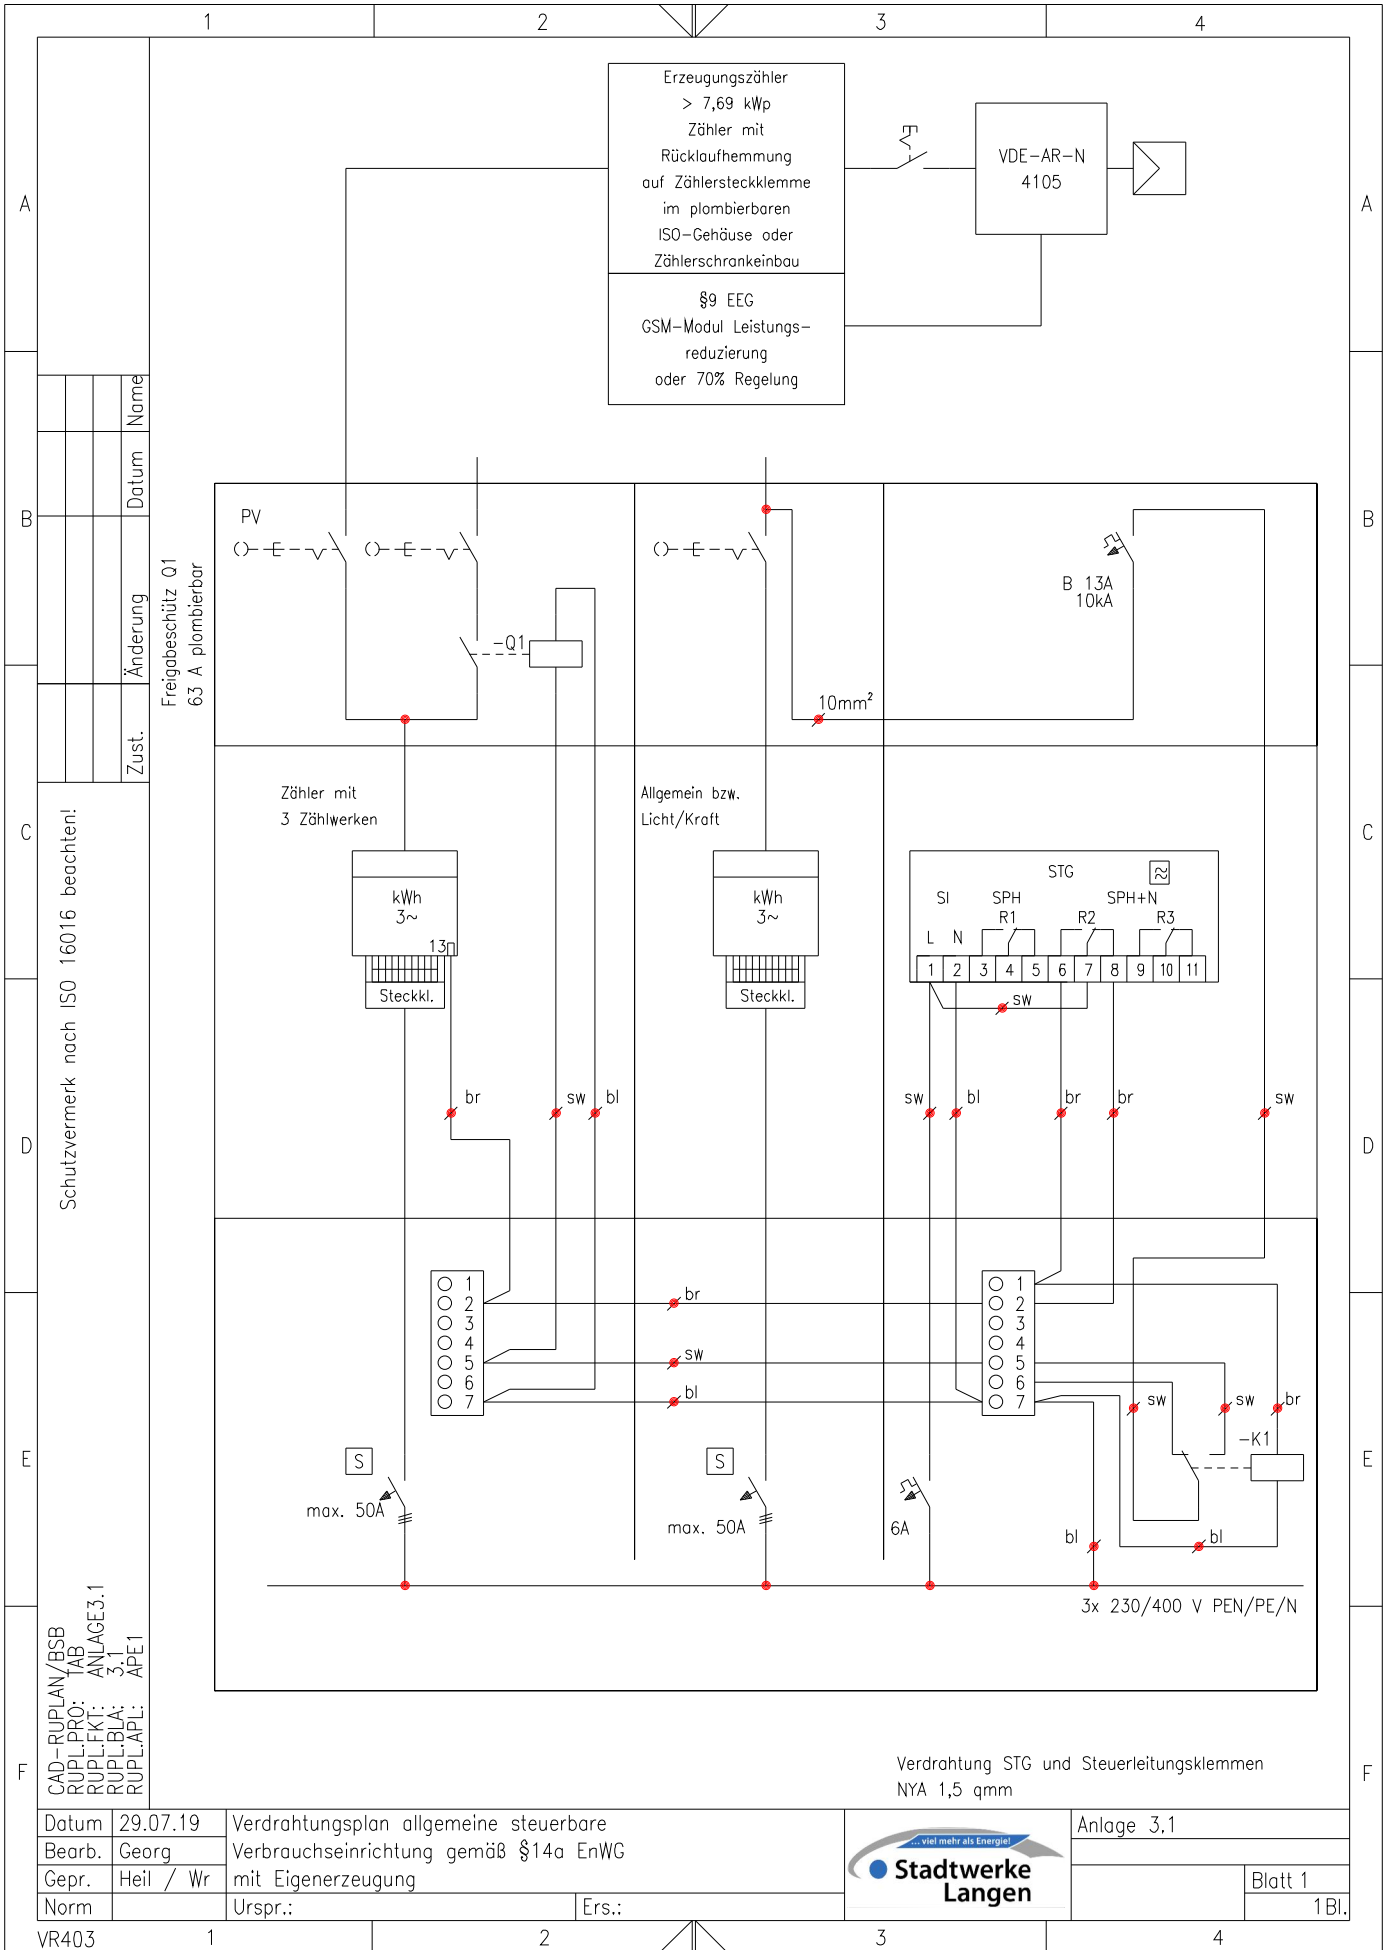 1 2 3 4
Erzeugungszähler
> 7,69 kWp
Zähler mit
Rücklaufhemmung
auf Zählersteckklemme
im plombierbaren
ISO-Gehäuse oder
Zählerschrankeinbau
§9 EEG
GSM-Modul Leistungs-
reduzierung
oder 70% Regelung
VDE-AR-N
4105
A A
B B
C C
D D
E E
F F
Name
Datum
Änderung
Zust.
Freigabeschütz Q1
63 A plombierbar
PV
-Q1
B 13A
10kA
10mm²
Zähler mit
3 Zählwerken
Allgemein bzw.
Licht/Kraft
kWh
3~
13
Steckkl.
kWh
3~
Steckkl.
STG
≈
SI SPH SPH+N
R1 R2 R3
L N
1 2 3 4 5 6 7 8 9 10 11
sw
br sw bl sw bl br br sw
1
2
3
4
5
6
7
br
sw
bl
1
2
3
4
5
6
7
sw sw br
-K1
S
max. 50A
S
max. 50A
6A
bl bl
3x 230/400 V PEN/PE/N
Schutzvermerk nach ISO 16016 beachten!
CAD-RUPLAN/BSB
RUPL.PRO: TAB
RUPL.FKT: ANLAGE3.1
RUPL.BLA: 3.1
RUPL.APL: APE1
Verdrahtung STG und Steuerleitungsklemmen
NYA 1,5 qmm
Datum 29.07.19
Bearb. Georg
Gepr. Heil / Wr
Norm
Verdrahtungsplan allgemeine steuerbare
Verbrauchseinrichtung gemäß §14a EnWG
mit Eigenerzeugung
Urspr.: Ers.:
... viel mehr als Energie!
Stadtwerke
Langen
Anlage 3,1
Blatt 1
1Bl.
VR403 1 2 3 4